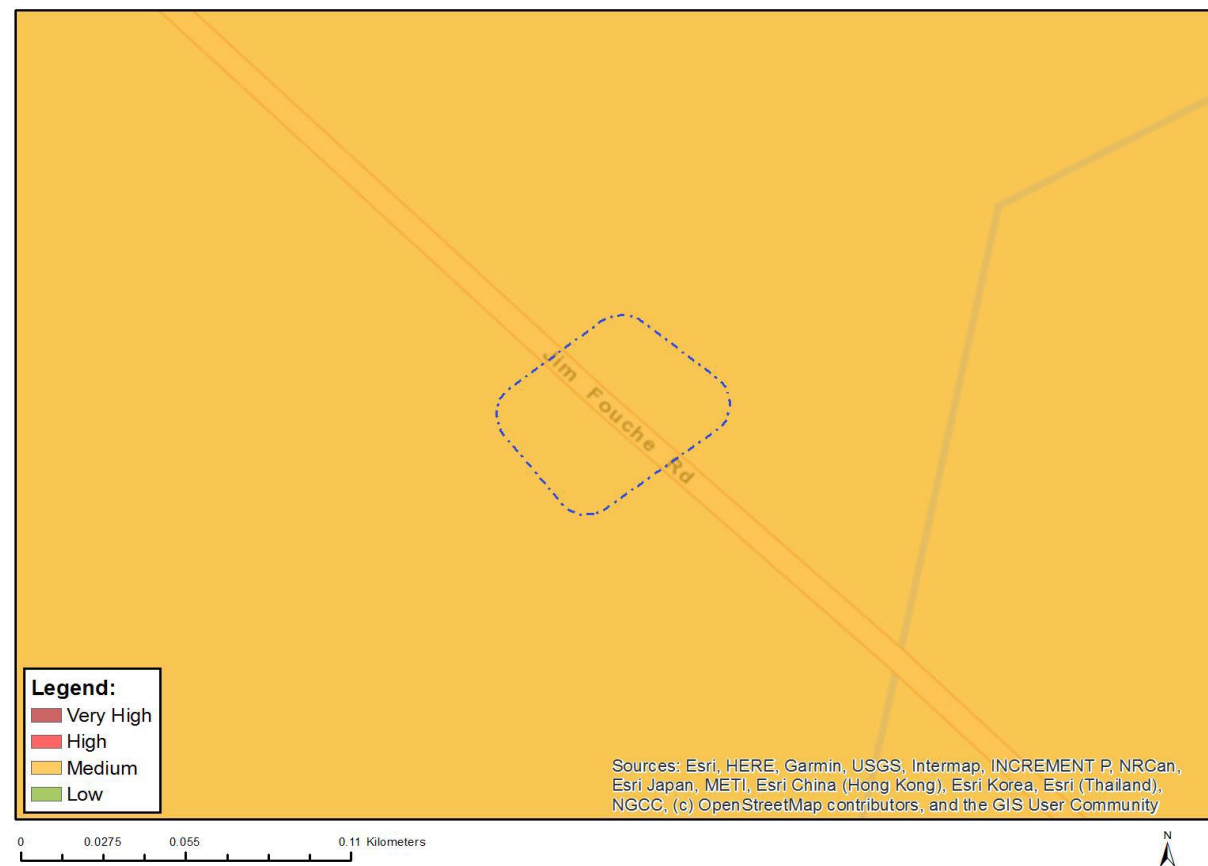 Jim Fouche Rd
Legend:
Very High
High
Medium
Low
Sources: Esri, HERE, Garmin, USGS, Intermap, INCREMENT P, NRCan,
Esri Japan, METI, Esri China (Hong Kong), Esri Korea, Esri (Thailand),
NGCC, (c) OpenStreetMap contributors, and the GIS User Community
0 0.0275 0.055 0.11 Kilometers
N